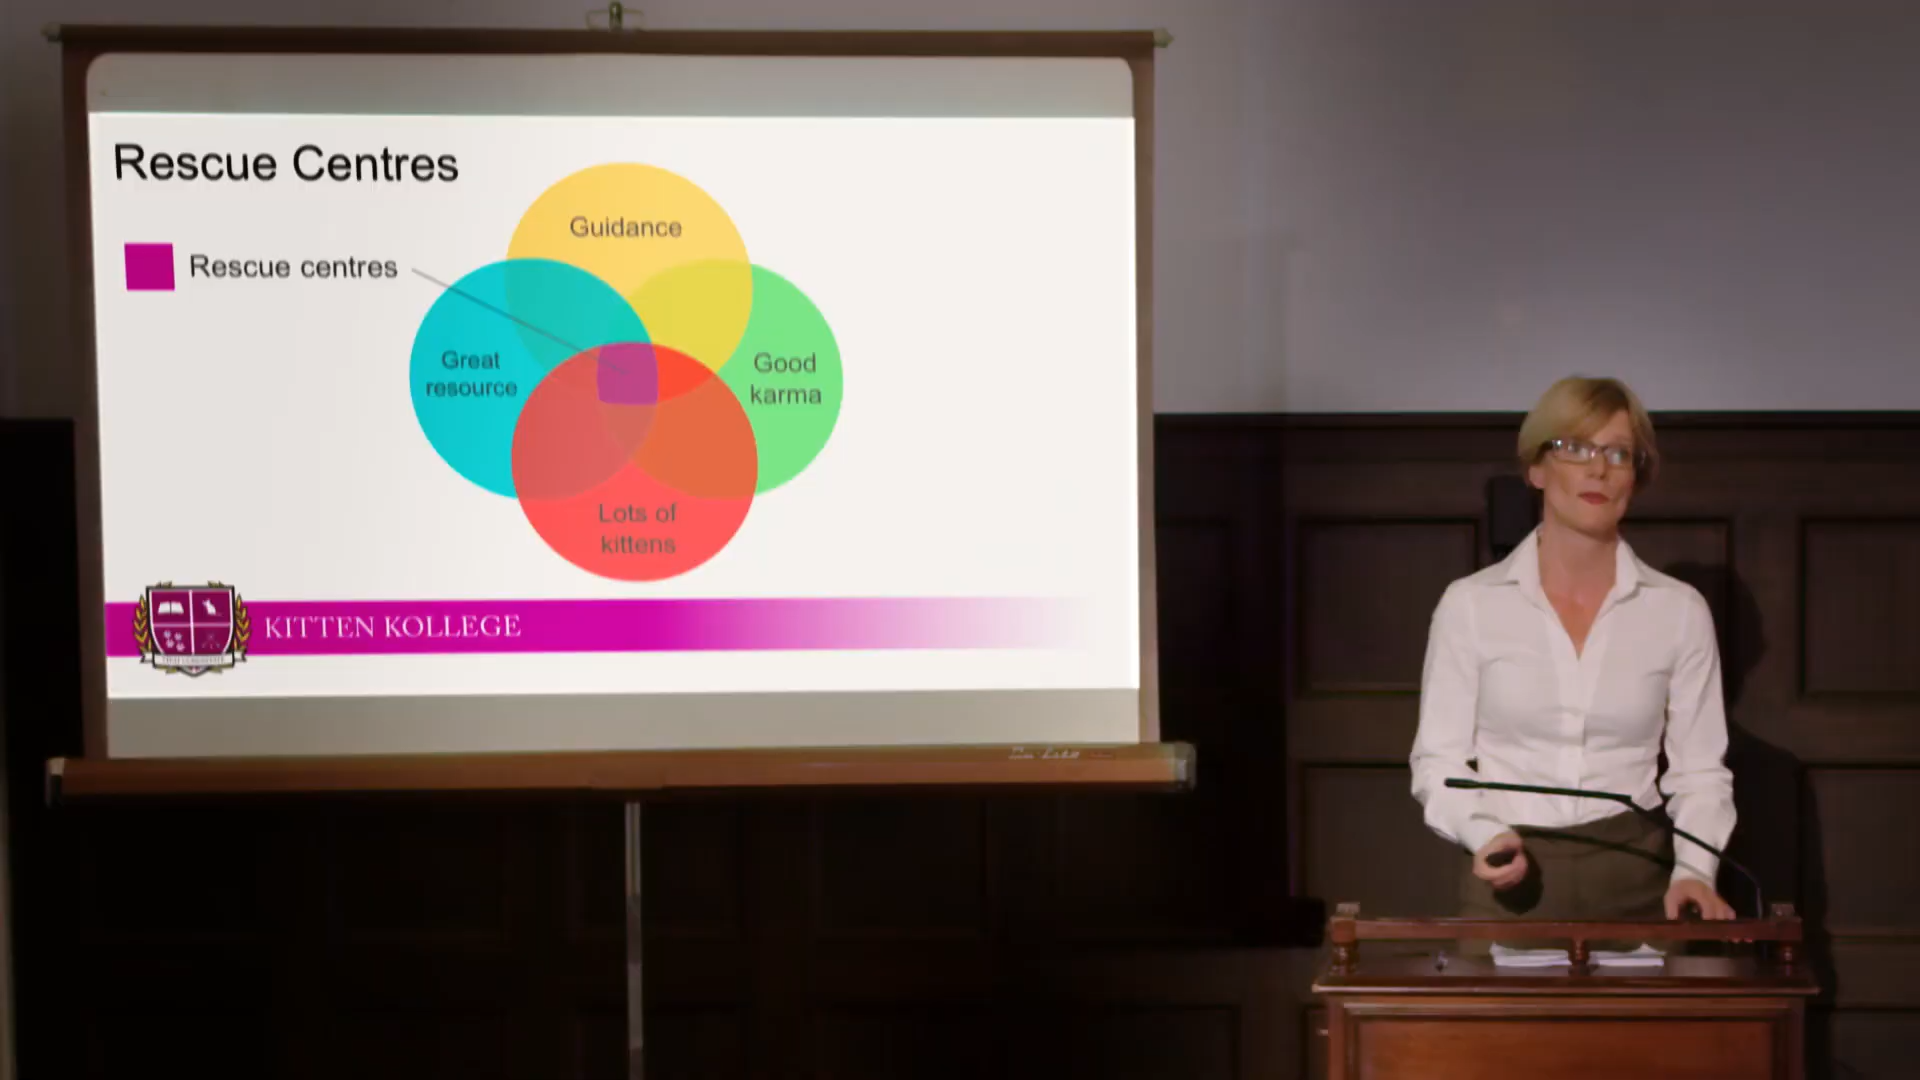 Rescue Centres
Rescue centres
Guidance
Great
resource
Good
karma
Lots of
kittens
KITTEN KOLLEGE